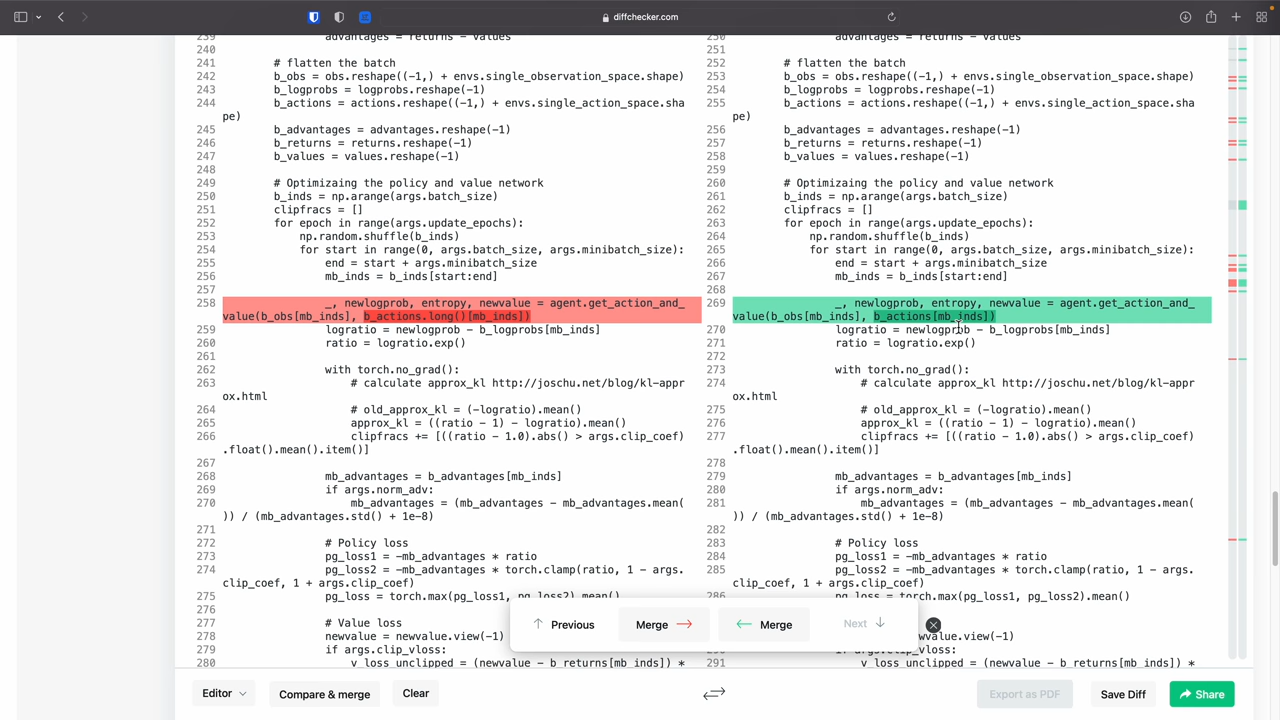 diffchecker.com
239 advantages = returns - values
240
241 # flatten the batch
242 b_obs = obs.reshape((-1,) + envs.single_observation_space.shape)
243 b_logprobs = logprobs.reshape(-1)
244 b_actions = actions.reshape((-1,) + envs.single_action_space.sha
pe)
245 b_advantages = advantages.reshape(-1)
246 b_returns = returns.reshape(-1)
247 b_values = values.reshape(-1)
248
249 # Optimizaing the policy and value network
250 b_inds = np.arange(args.batch_size)
251 clipfracs = []
252 for epoch in range(args.update_epochs):
253 np.random.shuffle(b_inds)
254 for start in range(0, args.batch_size, args.minibatch_size):
255 end = start + args.minibatch_size
256 mb_inds = b_inds[start:end]
257
258 _, newlogprob, entropy, newvalue = agent.get_action_and_
value(b_obs[mb_inds], b_actions.long()[mb_inds])
259 logratio = newlogprob - b_logprobs[mb_inds]
260 ratio = logratio.exp()
261
262 with torch.no_grad():
263 # calculate approx_kl http://joschu.net/blog/kl-appr
ox.html
264 # old_approx_kl = (-logratio).mean()
265 approx_kl = ((ratio - 1) - logratio).mean()
266 clipfracs += [((ratio - 1.0).abs() > args.clip_coef)
.float().mean().item()]
267
268 mb_advantages = b_advantages[mb_inds]
269 if args.norm_adv:
270 mb_advantages = (mb_advantages - mb_advantages.mean(
)) / (mb_advantages.std() + 1e-8)
271
272 # Policy loss
273 pg_loss1 = -mb_advantages * ratio
274 pg_loss2 = -mb_advantages * torch.clamp(ratio, 1 - args.
clip_coef, 1 + args.clip_coef)
275 pg_loss = torch.max(pg_loss1, pg_loss2).mean()
276
277 # Value loss
278 newvalue = newvalue.view(-1)
279 if args.clip_vloss:
280 v_loss_unclipped = (newvalue - b_returns[mb_inds]) *
250 advantages = returns - values
251
252 # flatten the batch
253 b_obs = obs.reshape((-1,) + envs.single_observation_space.shape)
254 b_logprobs = logprobs.reshape(-1)
255 b_actions = actions.reshape((-1,) + envs.single_action_space.sha
pe)
256 b_advantages = advantages.reshape(-1)
257 b_returns = returns.reshape(-1)
258 b_values = values.reshape(-1)
259
260 # Optimizaing the policy and value network
261 b_inds = np.arange(args.batch_size)
262 clipfracs = []
263 for epoch in range(args.update_epochs):
264 np.random.shuffle(b_inds)
265 for start in range(0, args.batch_size, args.minibatch_size):
266 end = start + args.minibatch_size
267 mb_inds = b_inds[start:end]
268
269 _, newlogprob, entropy, newvalue = agent.get_action_and_
value(b_obs[mb_inds], b_actions[mb_inds])
270 logratio = newlogprob - b_logprobs[mb_inds]
271 ratio = logratio.exp()
272
273 with torch.no_grad():
274 # calculate approx_kl http://joschu.net/blog/kl-appr
ox.html
275 # old_approx_kl = (-logratio).mean()
276 approx_kl = ((ratio - 1) - logratio).mean()
277 clipfracs += [((ratio - 1.0).abs() > args.clip_coef)
.float().mean().item()]
278
279 mb_advantages = b_advantages[mb_inds]
280 if args.norm_adv:
281 mb_advantages = (mb_advantages - mb_advantages.mean(
)) / (mb_advantages.std() + 1e-8)
282
283 # Policy loss
284 pg_loss1 = -mb_advantages * ratio
285 pg_loss2 = -mb_advantages * torch.clamp(ratio, 1 - args.
clip_coef, 1 + args.clip_coef)
286 pg_loss = torch.max(pg_loss1, pg_loss2).mean()
wvalue.view(-1)
if args.clip_vloss:
291 v_loss_unclipped = (newvalue - b_returns[mb_inds]) *
Previous
Merge
Merge
Next
Editor
Compare & merge
Clear
Export as PDF
Save Diff
Share